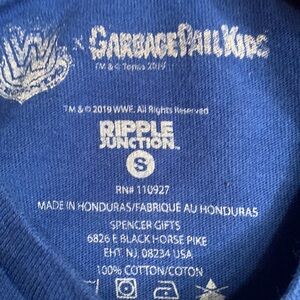 W GARBAGE PAIL KIDS
TM & © Topps 2019
TM & © 2019 WWE. All Rights Reserved
RIPPLE
JUNCTION
S
RN# 110927
MADE IN HONDURAS/FABRIQUÉ AU HONDURAS
SPENCER GIFTS
6826 E BLACK HORSE PIKE
EHT NJ, 08234 USA
100% COTTON/COTON